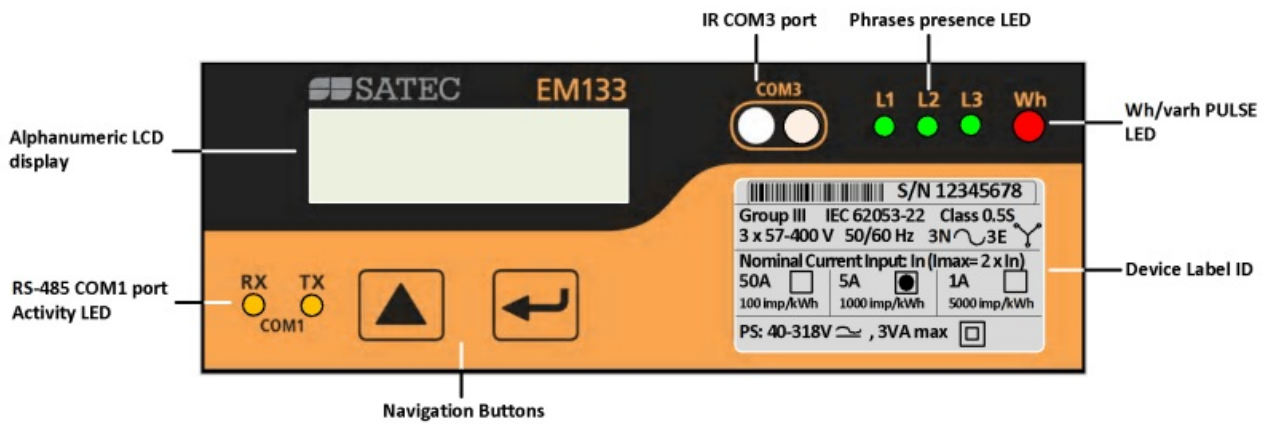 IR COM3 port
Phrases presence LED
SATEC
EM133
COM3
L1 L2 L3 Wh
Alphanumeric LCD
display
Wh/varh PULSE
LED
S/N 12345678
Group III IEC 62053-22 Class 0.5S
3 x 57-400 V 50/60 Hz 3N 3E
Nominal Current Input: In (Imax= 2 x In)
50A 5A 1A
100 imp/kWh 1000 imp/kWh 5000 imp/kWh
PS: 40-318V , 3VA max
Device Label ID
RS-485 COM1 port
Activity LED
RX TX
COM1
Navigation Buttons